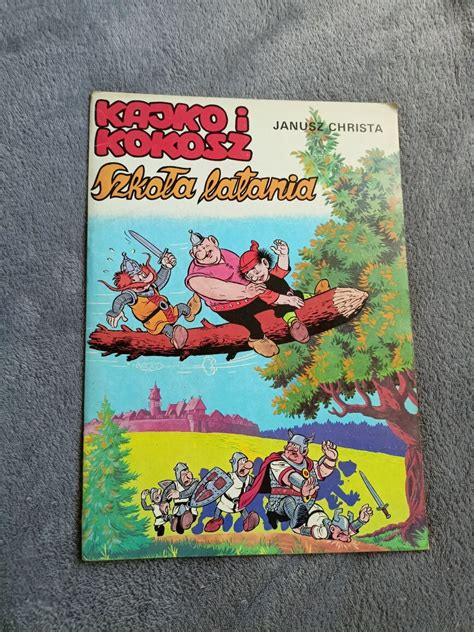 KAJKO i
KOKOSZ
JANUSZ CHRISTA
Szkoła latania